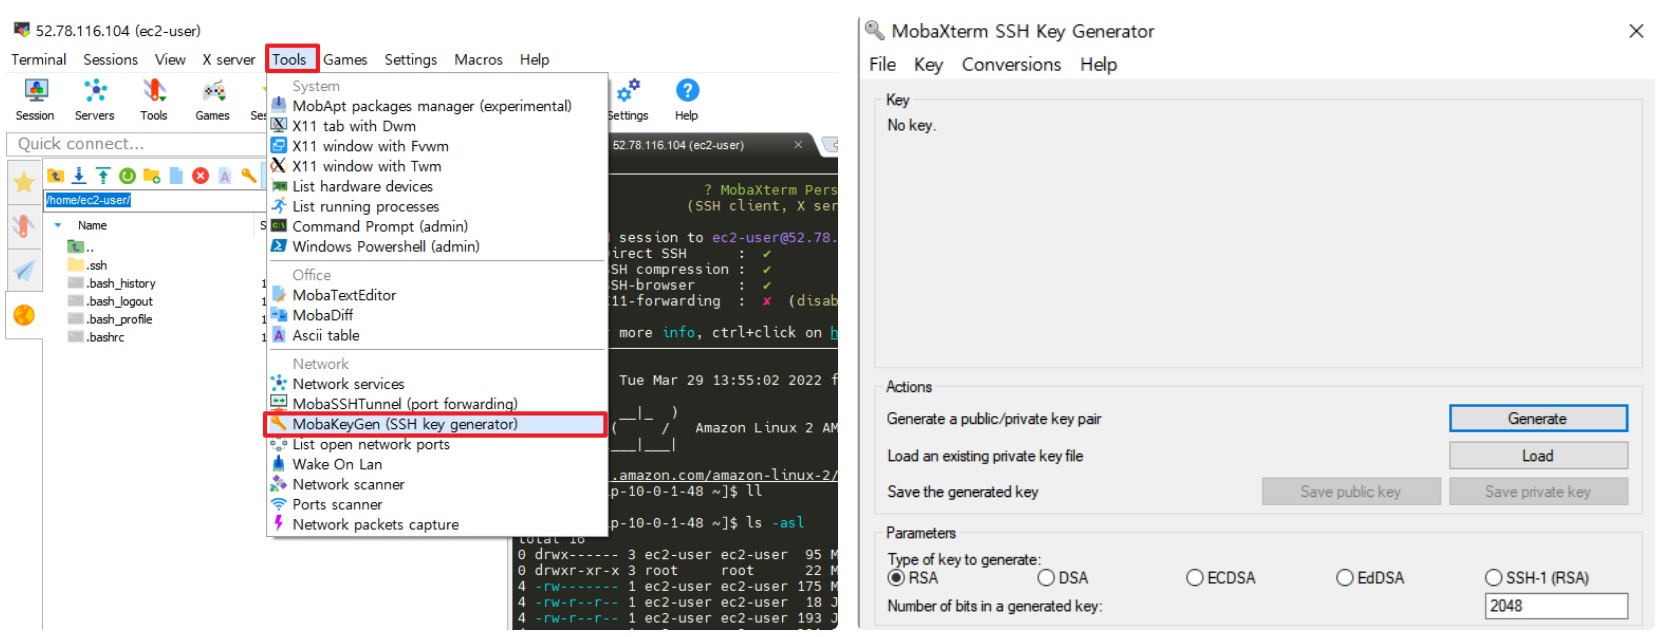 52.78.116.104 (ec2-user)
Terminal Sessions View X server Tools Games Settings Macros Help
Session Servers Tools Games
Settings Help
Quick connect...
/home/ec2-user/
Name
..
.ssh
.bash_history
.bash_logout
.bash_profile
.bashrc
System
MobApt packages manager (experimental)
X11 tab with Dwm
X11 window with Fvwm
X11 window with Twm
List hardware devices
List running processes
Command Prompt (admin)
Windows Powershell (admin)
Office
MobaTextEditor
MobaDiff
Ascii table
Network
Network services
MobaSSHTunnel (port forwarding)
MobaKeyGen (SSH key generator)
List open network ports
Wake On Lan
Network scanner
Ports scanner
Network packets capture
52.78.116.104 (ec2-user)
? MobaXterm Pers
(SSH client, X ser
session to ec2-user@52.78.
irect SSH : ✔
SH compression : ✔
SH-browser : ✔
11-forwarding : ✘ (disab
more info, ctrl+click on h
Tue Mar 29 13:55:02 2022 f
__|_ )
( / Amazon Linux 2 AM
___|___|
.amazon.com/amazon-linux-2/
p-10-0-1-48 ~]$ ll
p-10-0-1-48 ~]$ ls -asl
total 16
0 drwx------ 3 ec2-user ec2-user 95 M
0 drwxr-xr-x 3 root root 22 M
4 -rw------- 1 ec2-user ec2-user 175 M
4 -rw-r--r-- 1 ec2-user ec2-user 18 J
4 -rw-r--r-- 1 ec2-user ec2-user 193 J
MobaXterm SSH Key Generator
File Key Conversions Help
Key
No key.
Actions
Generate a public/private key pair Generate
Load an existing private key file Load
Save the generated key Save public key Save private key
Parameters
Type of key to generate:
RSA DSA ECDSA EdDSA SSH-1 (RSA)
Number of bits in a generated key: 2048